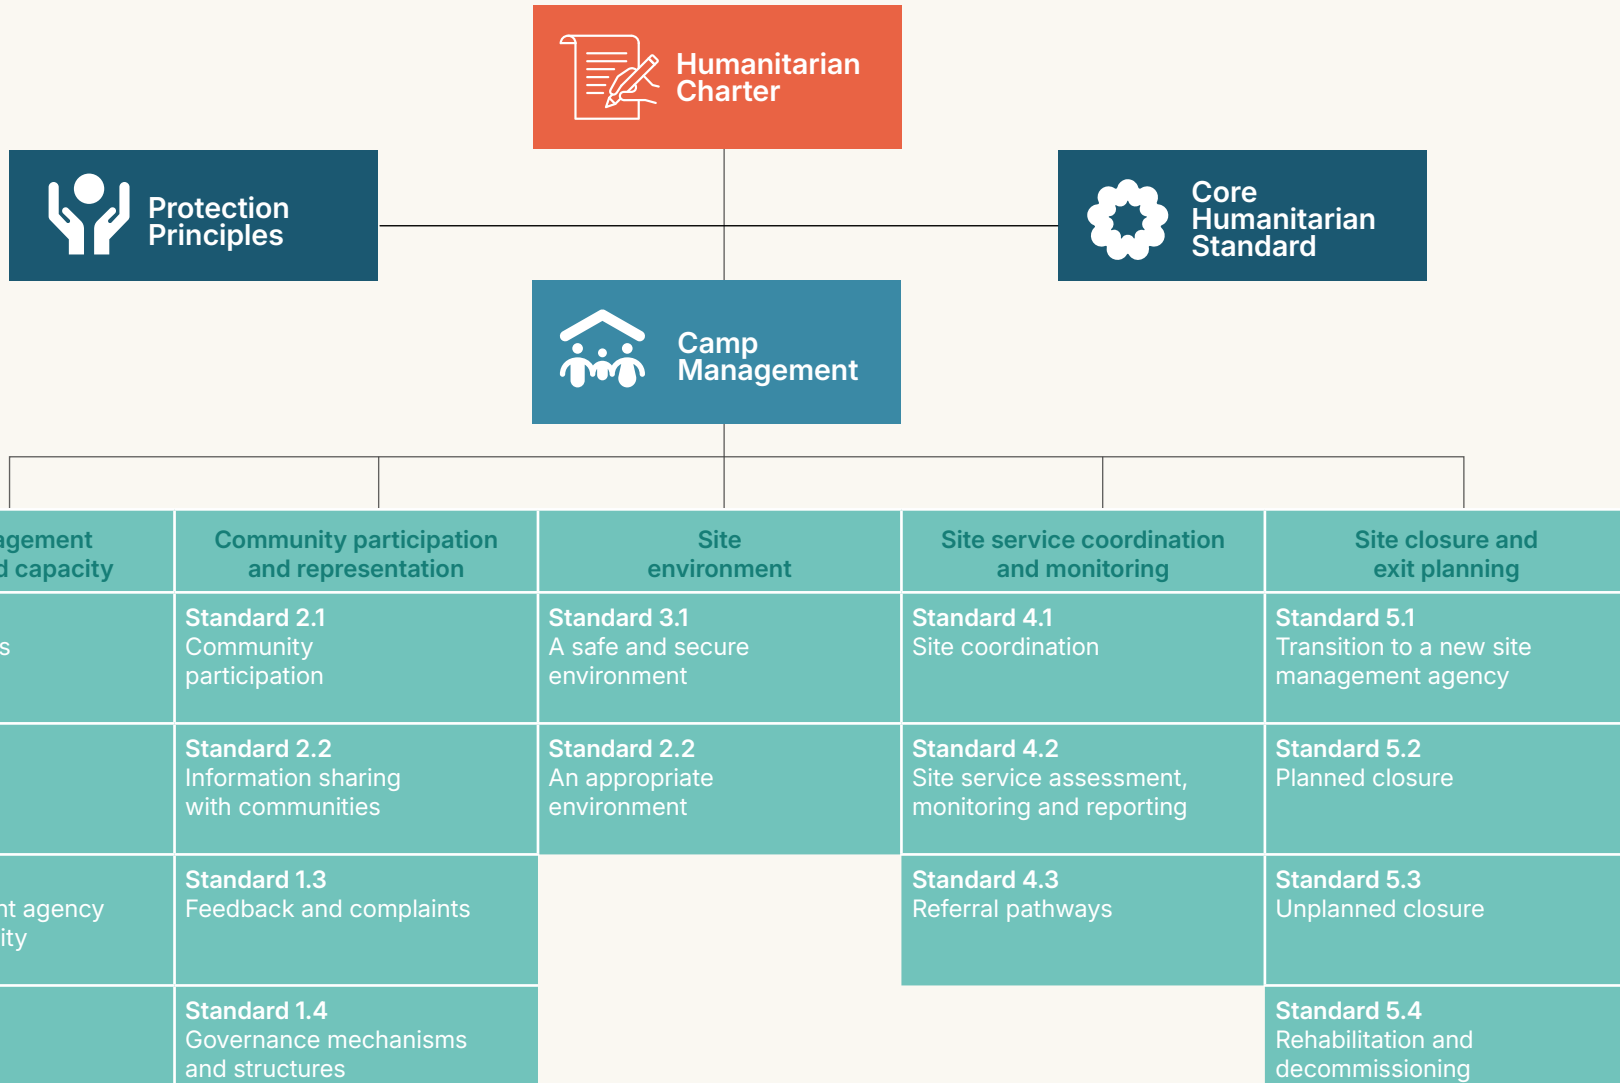 Humanitarian
Charter
Protection
Principles
Core
Humanitarian
Standard
Camp
Management
capacity
Community participation
and representation
Site
environment
Site service coordination
and monitoring
Site closure and
exit planning
agency
Standard 2.1
Community
participation
Standard 2.2
Information sharing
with communities
Standard 1.3
Feedback and complaints
Standard 1.4
Governance mechanisms
and structures
Standard 3.1
A safe and secure
environment
Standard 2.2
An appropriate
environment
Standard 4.1
Site coordination
Standard 4.2
Site service assessment,
monitoring and reporting
Standard 4.3
Referral pathways
Standard 5.1
Transition to a new site
management agency
Standard 5.2
Planned closure
Standard 5.3
Unplanned closure
Standard 5.4
Rehabilitation and
decommissioning